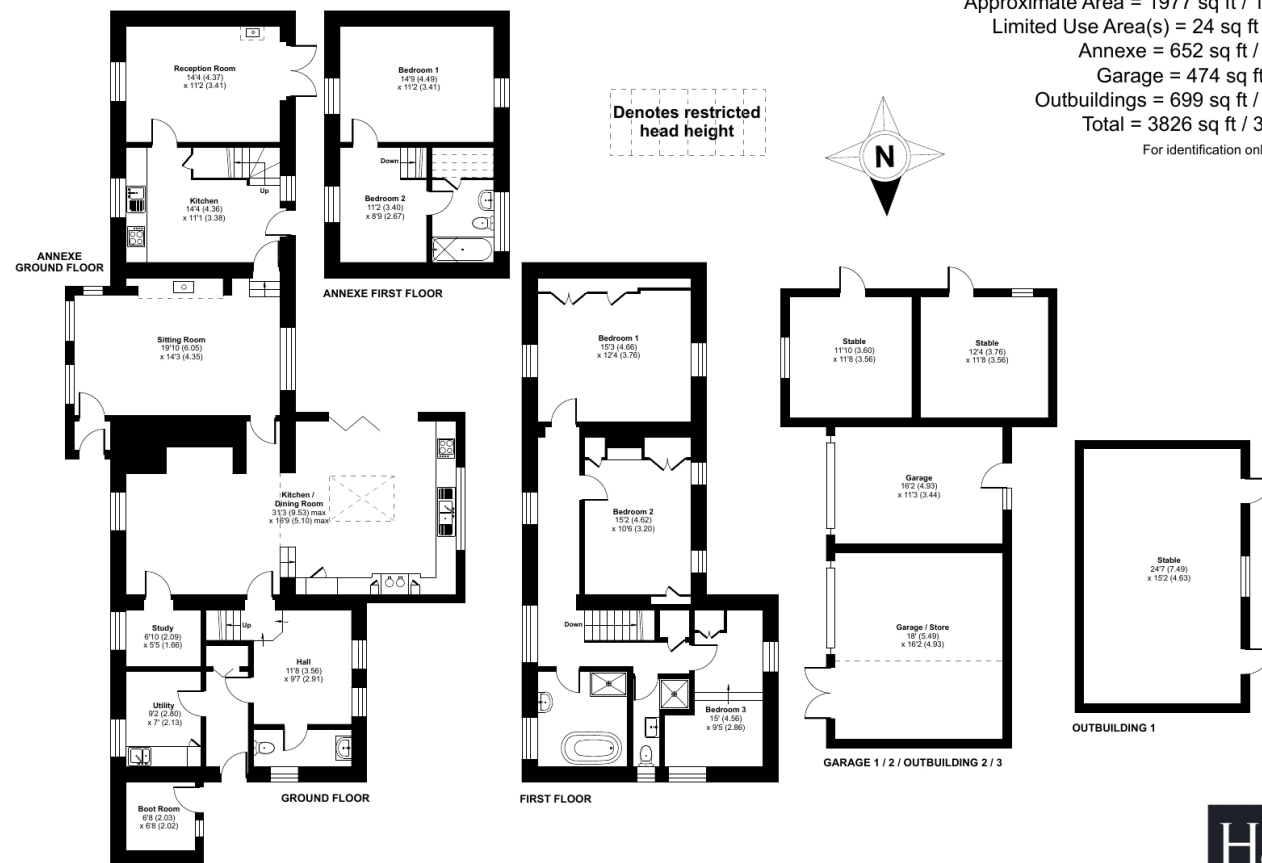 Approximate Area = 1977 sq ft / 1
Limited Use Area(s) = 24 sq ft
Annexe = 652 sq ft /
Garage = 474 sq ft
Outbuildings = 699 sq ft /
Total = 3826 sq ft / 3
For identification onl
Denotes restricted
head height
N
Reception Room
14'4 (4.37)
x 11'2 (3.41)
Kitchen
14'4 (4.36)
x 11'1 (3.38)
Up
ANNEXE
GROUND FLOOR
Bedroom 1
14'9 (4.49)
x 11'2 (3.41)
Down
Bedroom 2
11'2 (3.40)
x 8'9 (2.67)
ANNEXE FIRST FLOOR
Sitting Room
19'10 (6.05)
x 14'3 (4.35)
Kitchen /
Dining Room
31'3 (9.53) max
x 16'9 (5.10) max
Study
6'10 (2.09)
x 5'5 (1.66)
Up
Hall
11'8 (3.56)
x 9'7 (2.91)
Utility
9'2 (2.80)
x 7' (2.13)
Boot Room
6'8 (2.03)
x 6'8 (2.02)
GROUND FLOOR
Bedroom 1
15'3 (4.66)
x 12'4 (3.76)
Bedroom 2
15'2 (4.62)
x 10'6 (3.20)
Down
Bedroom 3
15' (4.56)
x 9'5 (2.86)
FIRST FLOOR
Stable
11'10 (3.60)
x 11'8 (3.56)
Stable
12'4 (3.76)
x 11'8 (3.56)
Garage
16'2 (4.93)
x 11'3 (3.44)
Garage / Store
18' (5.49)
x 16'2 (4.93)
GARAGE 1 / 2 / OUTBUILDING 2 / 3
Stable
24'7 (7.49)
x 15'2 (4.63)
OUTBUILDING 1
H